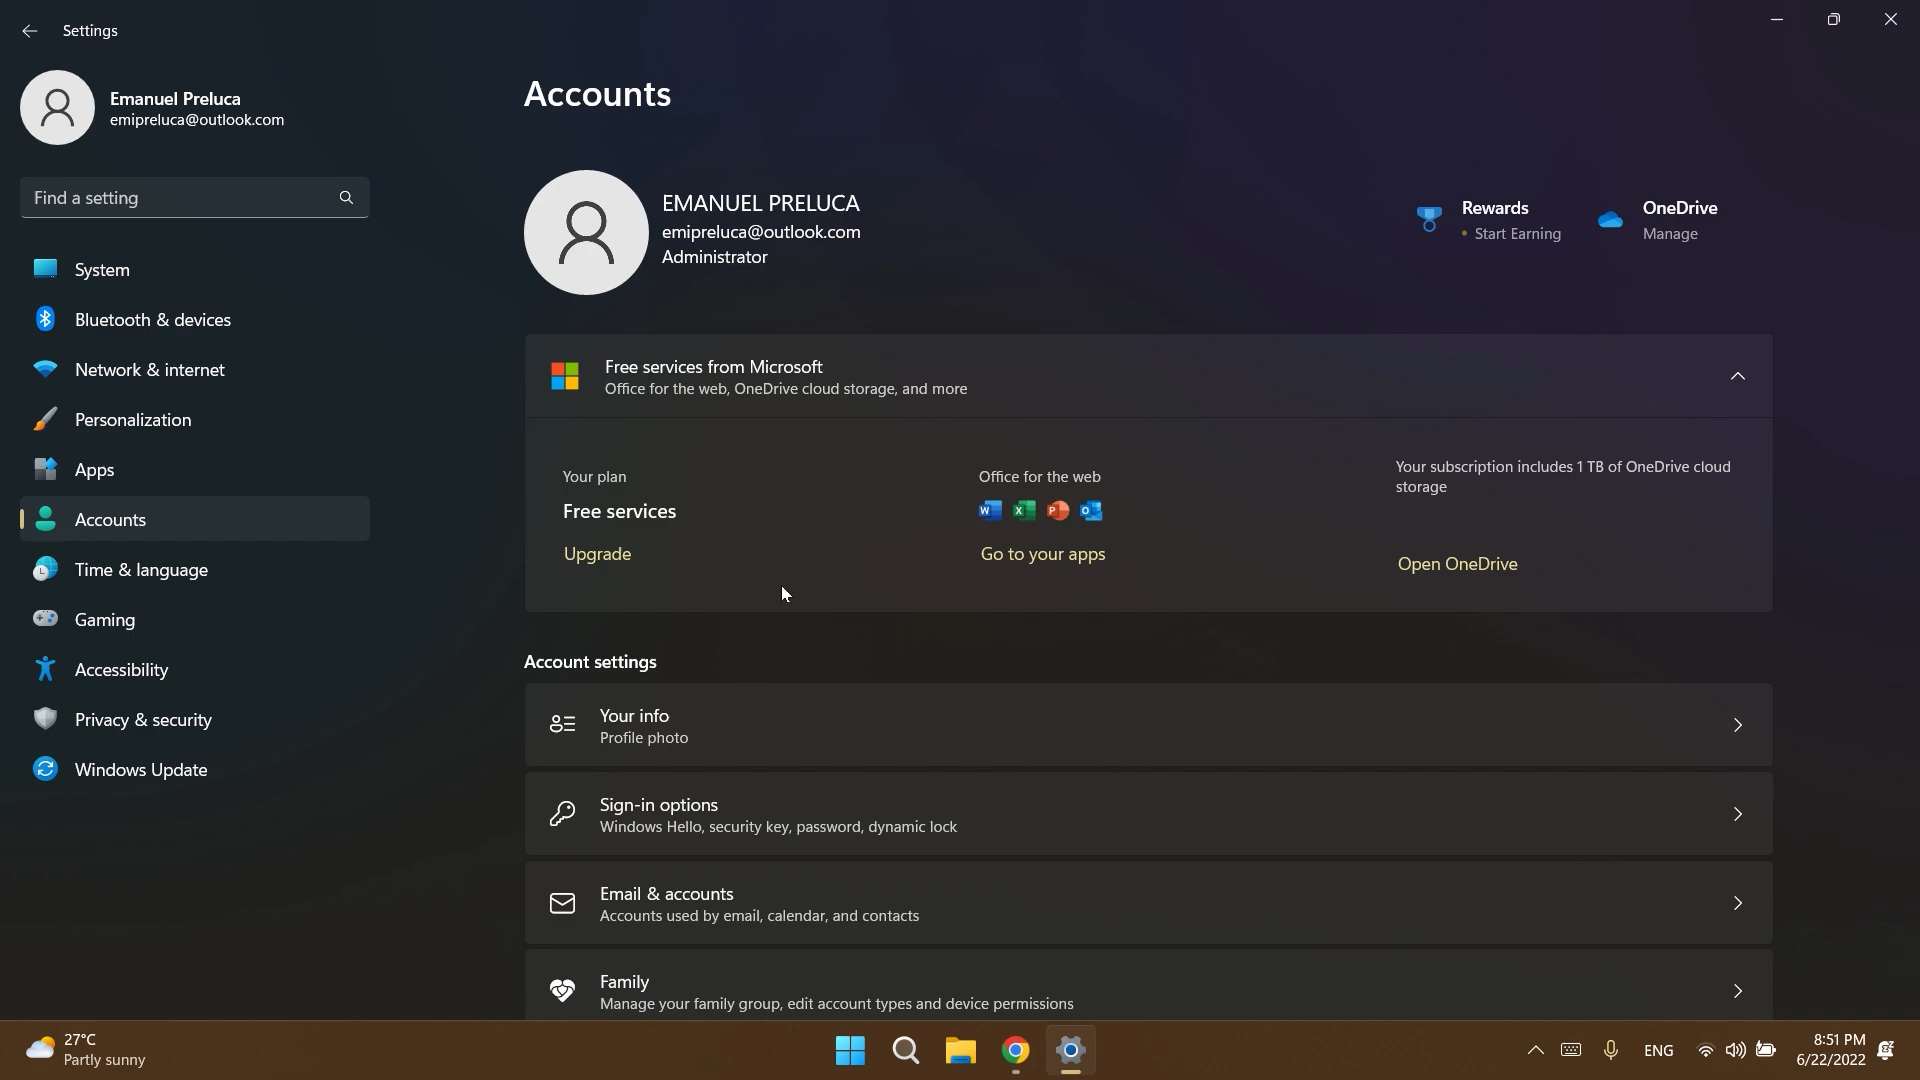 Settings
Emanuel Preluca
emipreluca@outlook.com
Find a setting
System
Bluetooth & devices
Network & internet
Personalization
Apps
Accounts
Time & language
Gaming
Accessibility
Privacy & security
Windows Update
Accounts
EMANUEL PRELUCA
emipreluca@outlook.com
Administrator
Rewards
• Start Earning
OneDrive
Manage
Free services from Microsoft
Office for the web, OneDrive cloud storage, and more
Your plan
Free services
Upgrade
Office for the web
W X P O
Go to your apps
Your subscription includes 1 TB of OneDrive cloud
storage
Open OneDrive
Account settings
Your info
Profile photo
Sign-in options
Windows Hello, security key, password, dynamic lock
Email & accounts
Accounts used by email, calendar, and contacts
Family
Manage your family group, edit account types and device permissions
27°C
Partly sunny
ENG
8:51 PM
6/22/2022